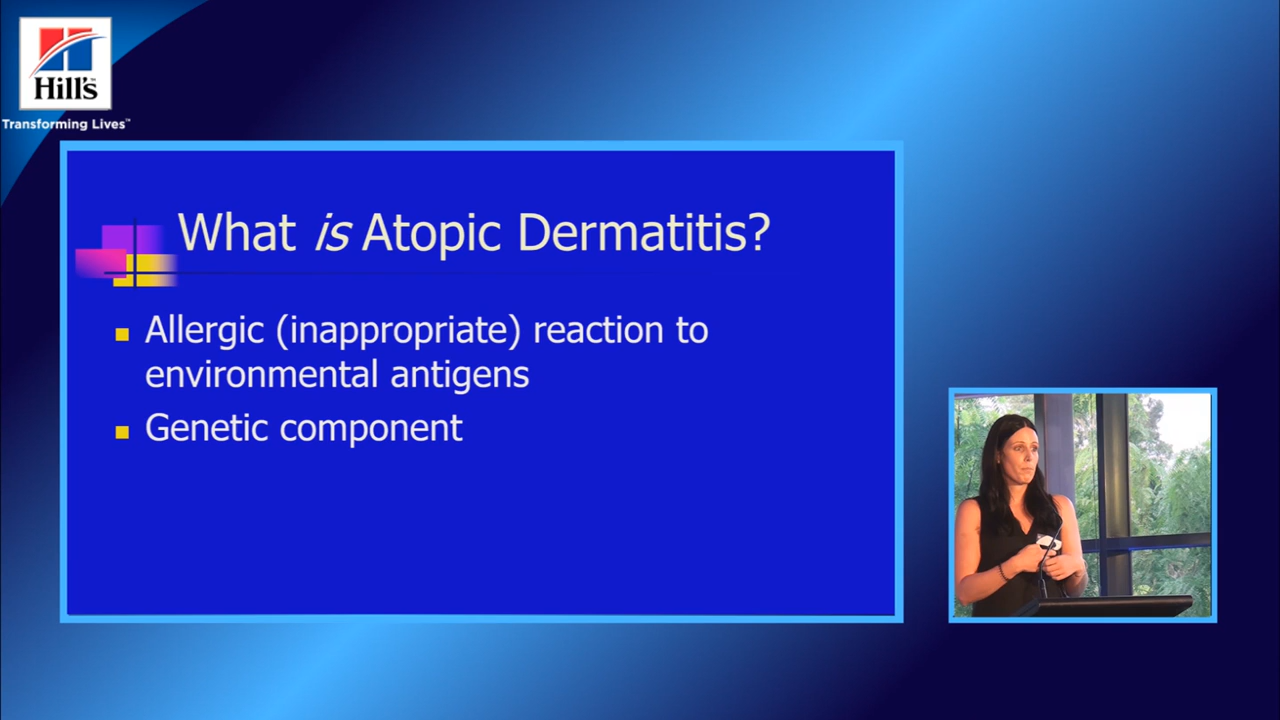 Hill's
Transforming Lives™
What is Atopic Dermatitis?
Allergic (inappropriate) reaction to
environmental antigens
Genetic component